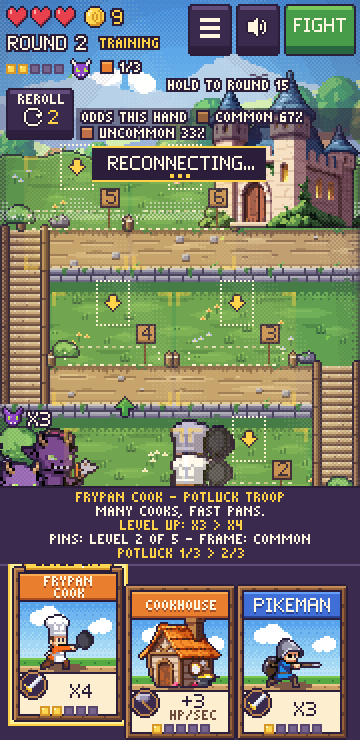 9
FIGHT
ROUND 2 TRAINING
1/3
HOLD TO ROUND 15
REROLL
2
ODDS THIS HAND COMMON 67%
UNCOMMON 33%
RECONNECTING...
5
6
4
3
X3
2
FRYPAN COOK - POTLUCK TROOP
MANY COOKS, FAST PANS.
LEVEL UP: X3 > X4
PINS: LEVEL 2 OF 5 - FRAME: COMMON
POTLUCK 1/3 > 2/3
FRYPAN
COOK
X4
COOKHOUSE
+3
HP/SEC
PIKEMAN
X3